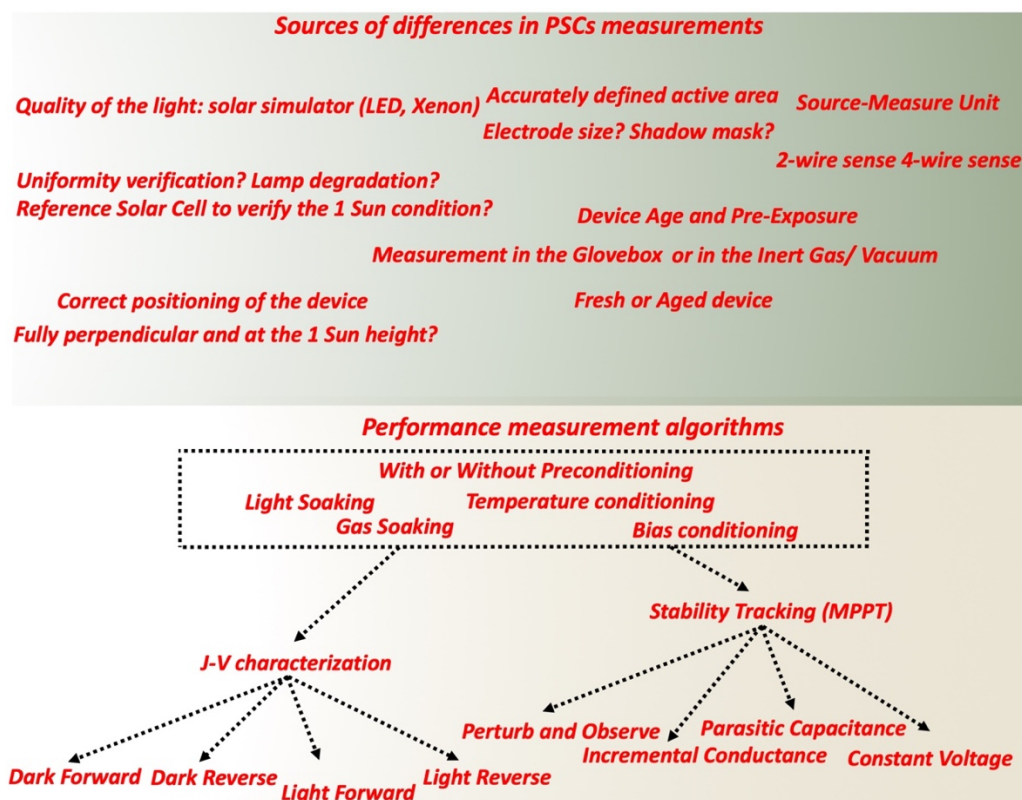 Sources of differences in PSCs measurements
Quality of the light: solar simulator (LED, Xenon)
Accurately defined active area
Source-Measure Unit
Electrode size? Shadow mask?
2-wire sense 4-wire sense
Uniformity verification? Lamp degradation?
Reference Solar Cell to verify the 1 Sun condition?
Device Age and Pre-Exposure
Measurement in the Glovebox or in the Inert Gas/ Vacuum
Correct positioning of the device
Fresh or Aged device
Fully perpendicular and at the 1 Sun height?
Performance measurement algorithms
With or Without Preconditioning
Light Soaking
Temperature conditioning
Gas Soaking
Bias conditioning
Stability Tracking (MPPT)
J-V characterization
Perturb and Observe
Parasitic Capacitance
Incremental Conductance
Constant Voltage
Dark Forward
Dark Reverse
Light Forward
Light Reverse